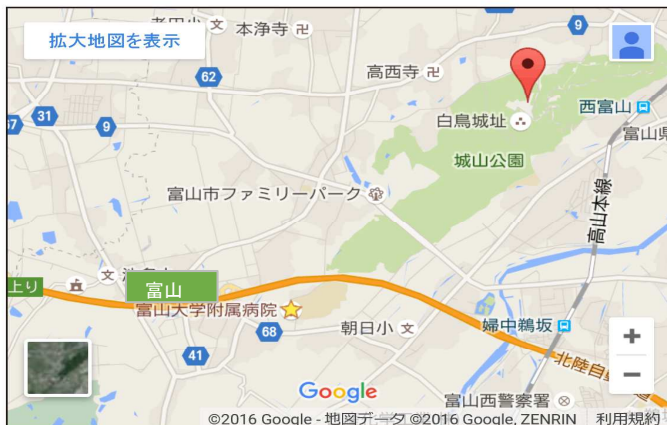 老田小
本浄寺
拡大地図を表示
62
高西寺
9
西富山
31
9
白鳥城址
富山県
城山公園
富山市ファミリーパーク
高山本線
上り
富山
富山大学附属病院
68
朝日小
婦中鵜坂
41
北陸自動
Google
富山西警察署
©2016 Google - 地図データ ©2016 Google, ZENRIN 利用規約